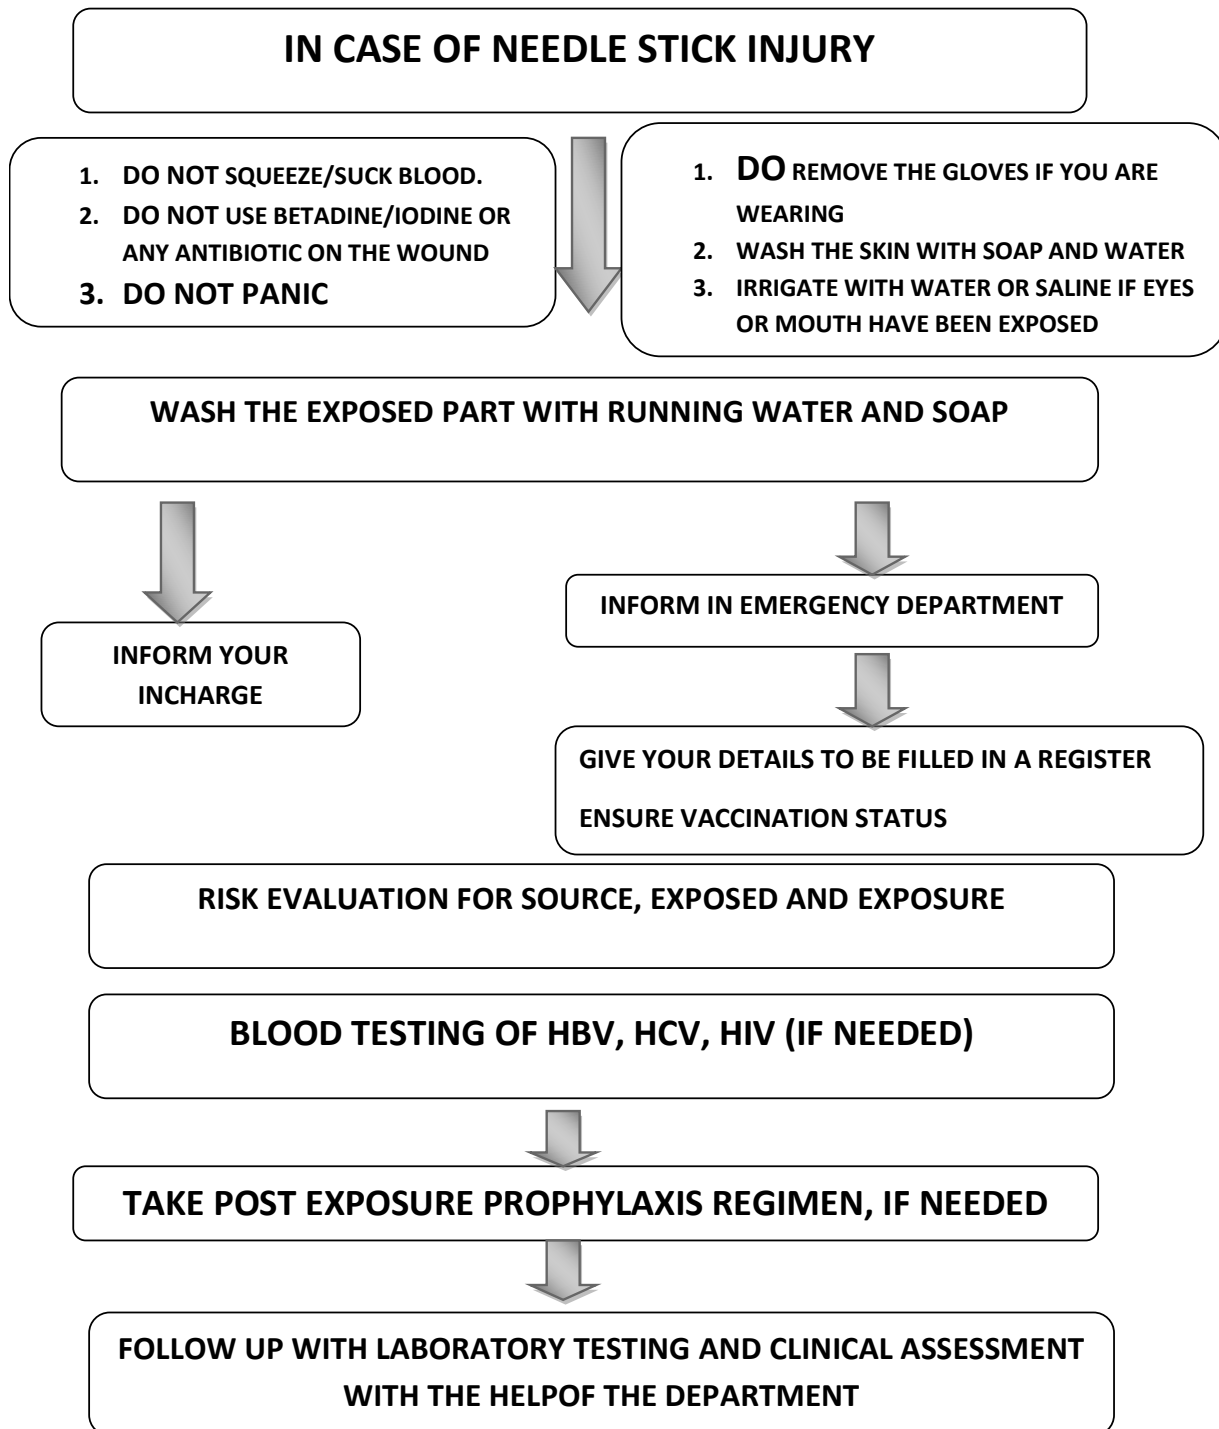 IN CASE OF NEEDLE STICK INJURY
1. DO NOT SQUEEZE/SUCK BLOOD.
2. DO NOT USE BETADINE/IODINE OR
ANY ANTIBIOTIC ON THE WOUND
3. DO NOT PANIC
1. DO REMOVE THE GLOVES IF YOU ARE
WEARING
2. WASH THE SKIN WITH SOAP AND WATER
3. IRRIGATE WITH WATER OR SALINE IF EYES
OR MOUTH HAVE BEEN EXPOSED
WASH THE EXPOSED PART WITH RUNNING WATER AND SOAP
INFORM YOUR
INCHARGE
INFORM IN EMERGENCY DEPARTMENT
GIVE YOUR DETAILS TO BE FILLED IN A REGISTER
ENSURE VACCINATION STATUS
RISK EVALUATION FOR SOURCE, EXPOSED AND EXPOSURE
BLOOD TESTING OF HBV, HCV, HIV (IF NEEDED)
TAKE POST EXPOSURE PROPHYLAXIS REGIMEN, IF NEEDED
FOLLOW UP WITH LABORATORY TESTING AND CLINICAL ASSESSMENT
WITH THE HELPOF THE DEPARTMENT